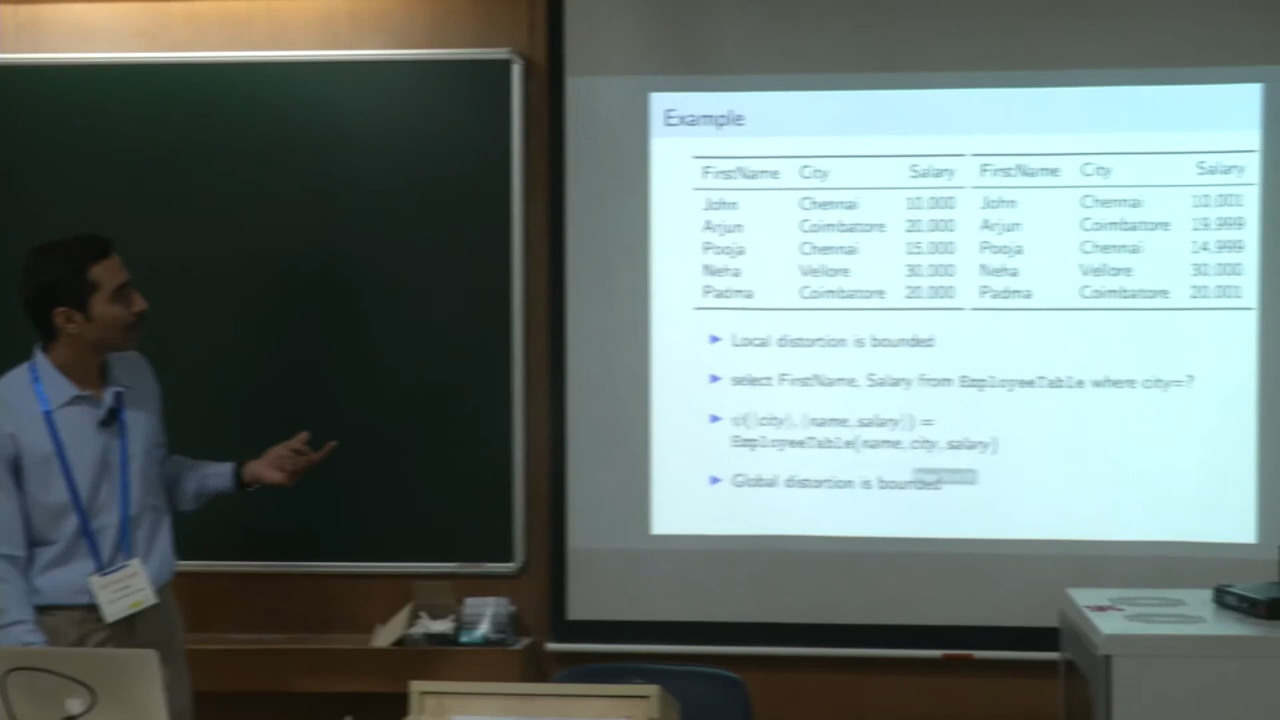 Example
FirstName City Salary FirstName City Salary
John Chennai 10,000 John Chennai 10,001
Arjun Coimbatore 20,000 Arjun Coimbatore 19,999
Pooja Chennai 15,000 Pooja Chennai 14,999
Neha Vellore 30,000 Neha Vellore 30,000
Padma Coimbatore 20,000 Padma Coimbatore 20,001
Local distortion is bounded
select FirstName, Salary from EmployeeTable where city=?
EmployeeTable(name, city, salary)
Global distortion is bounded